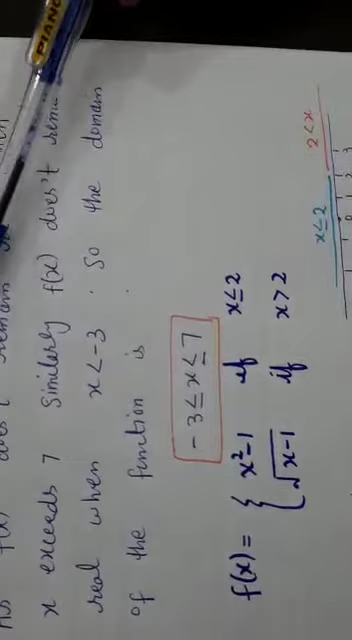 PIANO
x exceeds 7 Similarly f(x) doesn't
real when x<-3. So the domain
of the function is
-3≤x≤7
f(x) = { x²-1 if x≤2
√x-1 if x>2
x≤2 2<x